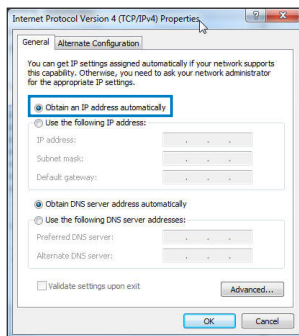 Internet Protocol Version 4 (TCP/IPv4) Properties
General Alternate Configuration
You can get IP settings assigned automatically if your network supports
this capability. Otherwise, you need to ask your network administrator
for the appropriate IP settings.
Obtain an IP address automatically
Use the following IP address:
IP address:
Subnet mask:
Default gateway:
Obtain DNS server address automatically
Use the following DNS server addresses:
Preferred DNS server:
Alternate DNS server:
Validate settings upon exit
Advanced...
OK Cancel